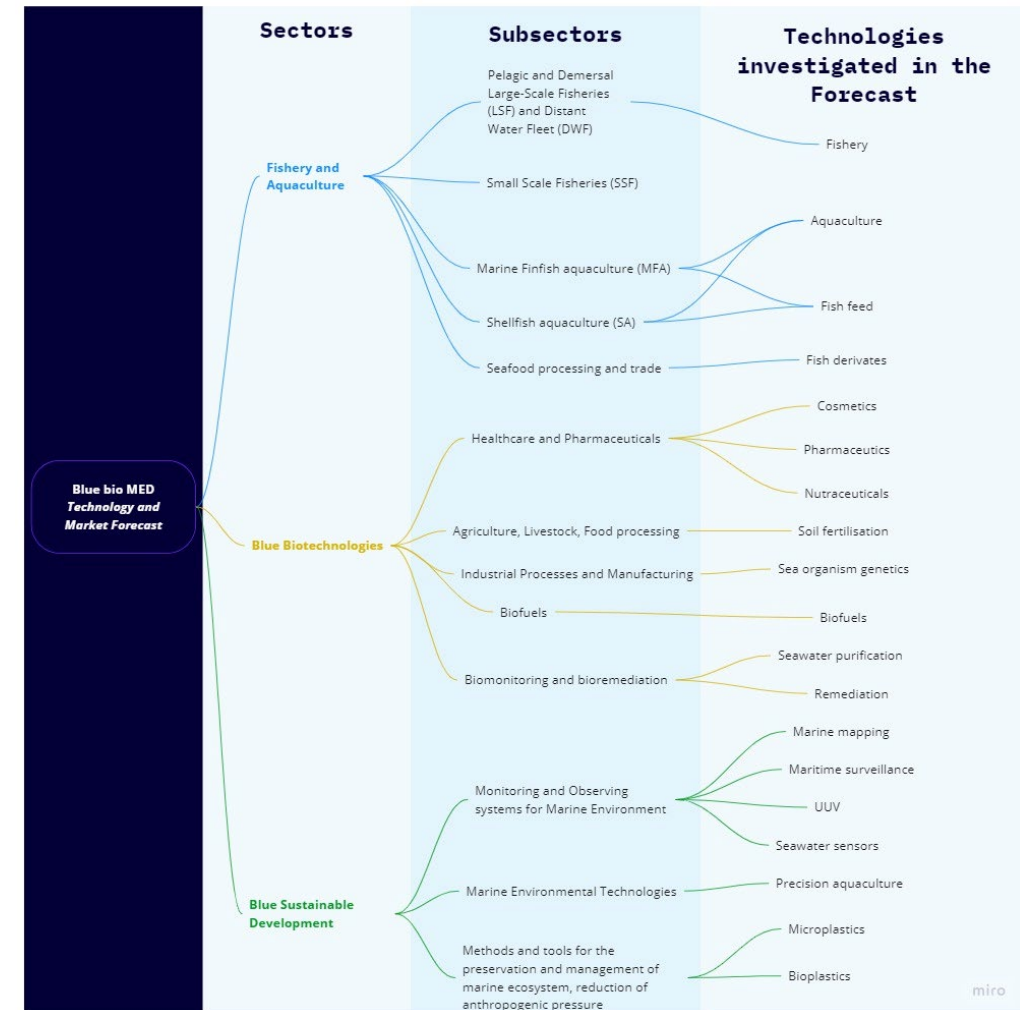 Sectors
Subsectors
Technologies
investigated in the
Forecast
Blue bio MED
Technology and
Market Forecast
Fishery and
Aquaculture
Pelagic and Demersal
Large-Scale Fisheries
(LSF) and Distant
Water Fleet (DWF)
Fishery
Small Scale Fisheries (SSF)
Marine Finfish aquaculture (MFA)
Aquaculture
Shellfish aquaculture (SA)
Fish feed
Seafood processing and trade
Fish derivates
Blue Biotechnologies
Healthcare and Pharmaceuticals
Cosmetics
Pharmaceutics
Nutraceuticals
Agriculture, Livestock, Food processing
Soil fertilisation
Industrial Processes and Manufacturing
Sea organism genetics
Biofuels
Biofuels
Biomonitoring and bioremediation
Seawater purification
Remediation
Blue Sustainable
Development
Monitoring and Observing
systems for Marine Environment
Marine mapping
Maritime surveillance
UUV
Seawater sensors
Marine Environmental Technologies
Precision aquaculture
Methods and tools for the
preservation and management of
marine ecosystem, reduction of
anthropogenic pressure
Microplastics
Bioplastics
miro